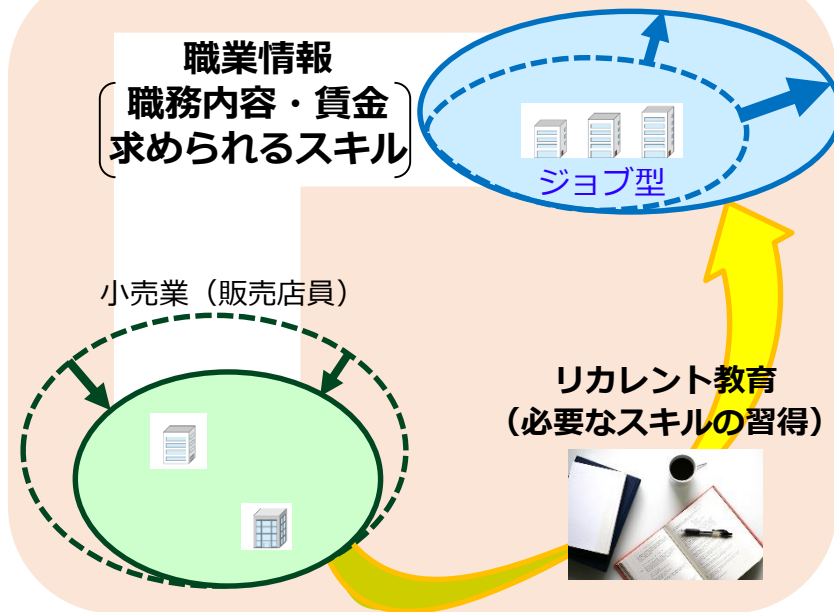 職業情報
職務内容・賃金
求められるスキル
ジョブ型
小売業（販売店員）
リカレント教育
（必要なスキルの習得）